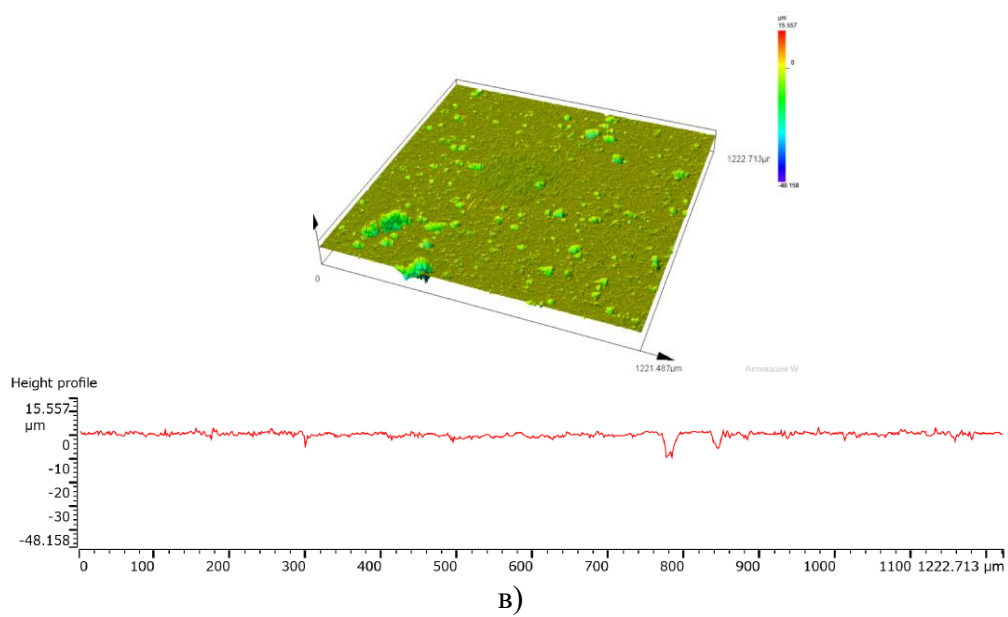 µm
15.557
0
-48.158
1222.713µr
0
1221.487µm
Активация W
Height profile
15.557
µm
0
-10
-20
-30
-48.158
0 100 200 300 400 500 600 700 800 900 1000 1100 1222.713 µm
в)